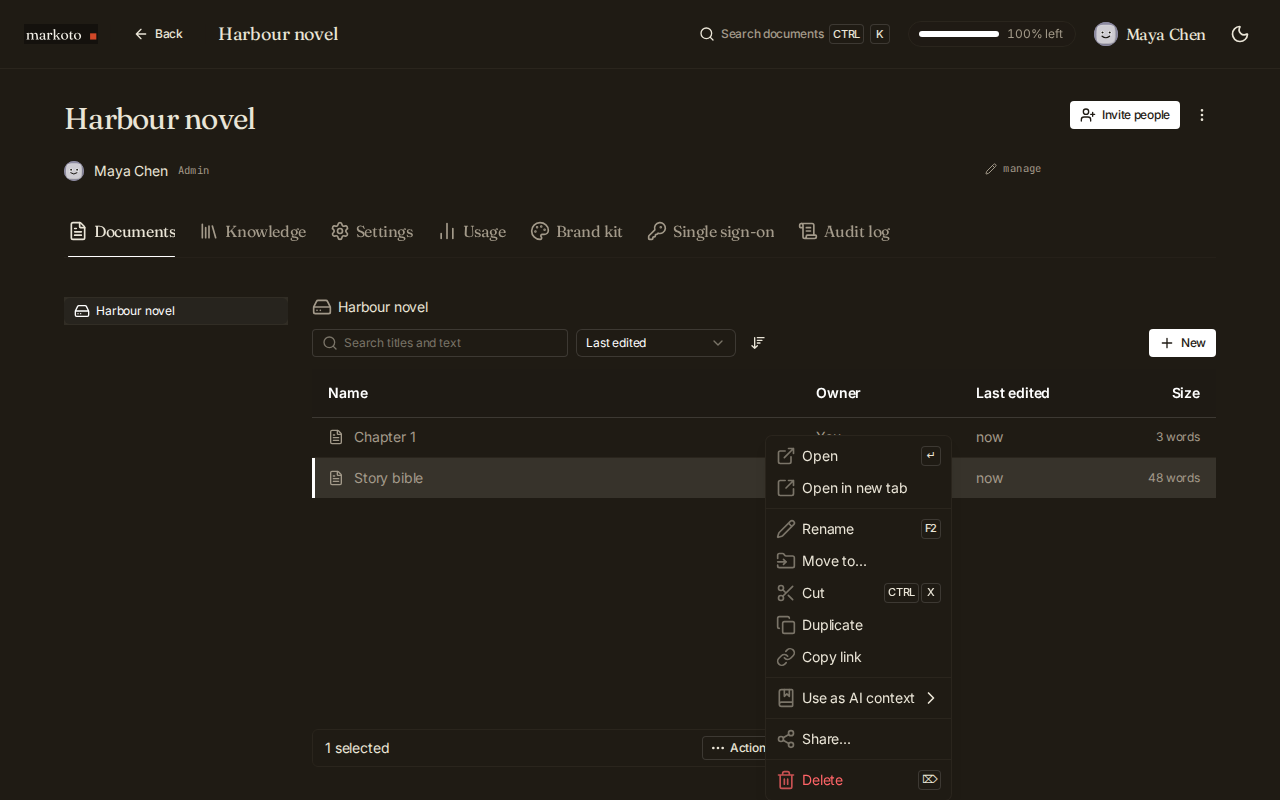 markoto
Back
Harbour novel
Search documents CTRL K
100% left
Maya Chen
Harbour novel
Invite people
Maya Chen Admin
manage
Documents
Knowledge
Settings
Usage
Brand kit
Single sign-on
Audit log
Harbour novel
Harbour novel
Search titles and text
Last edited
New
Name Owner Last edited Size
Chapter 1 You now 3 words
Story bible now 48 words
Open ↵
Open in new tab
Rename F2
Move to...
Cut CTRL X
Duplicate
Copy link
Use as AI context
Share...
Delete ⌦
1 selected
Action